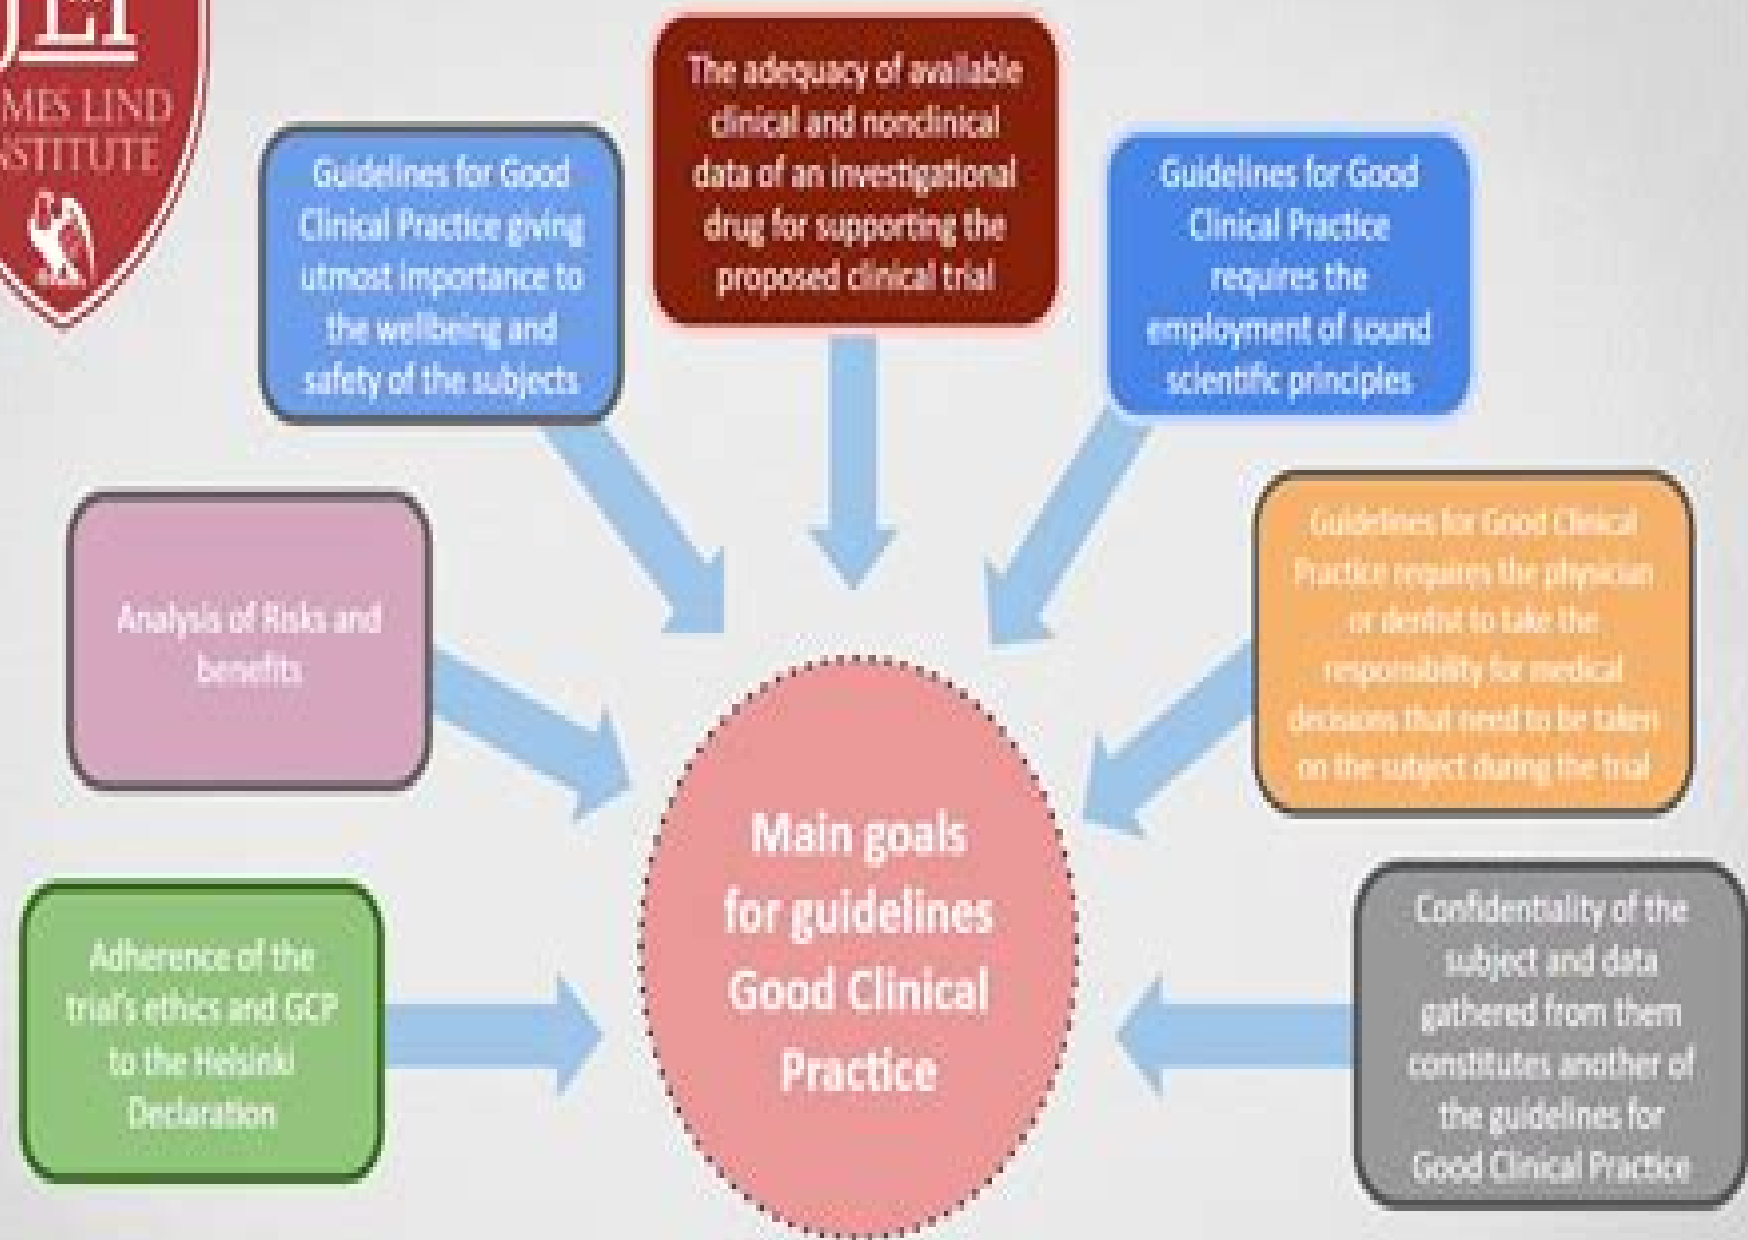 JLI
MES LIND
NSTITUTE
The adequacy of available
clinical and nonclinical
data of an investigational
drug for supporting the
proposed clinical trial
Guidelines for Good
Clinical Practice giving
utmost importance to
the wellbeing and
safety of the subjects
Guidelines for Good
Clinical Practice
requires the
employment of sound
scientific principles
Analysis of Risks and
benefits
Guidelines for Good Clinical
Practice requires the physician
or dentist to take the
responsibility for medical
decisions that need to be taken
on the subject during the trial
Adherence of the
trial's ethics and GCP
to the Helsinki
Declaration
Confidentiality of the
subject and data
gathered from them
constitutes another of
the guidelines for
Good Clinical Practice
Main goals
for guidelines
Good Clinical
Practice